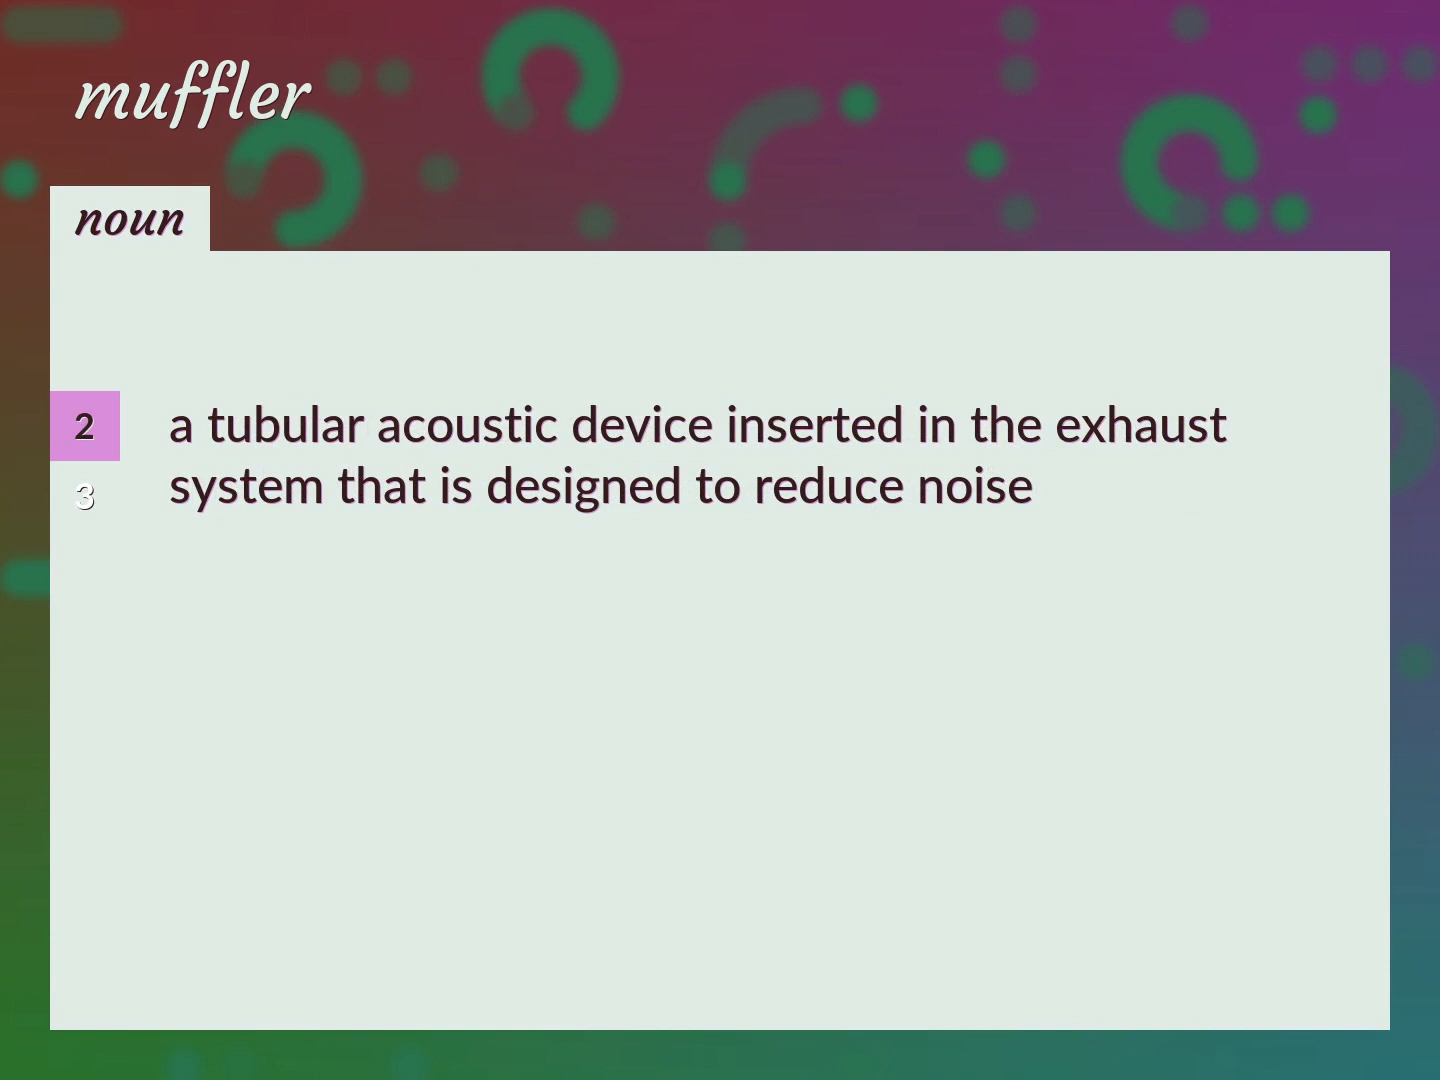 muffler
noun
2
a tubular acoustic device inserted in the exhaust
system that is designed to reduce noise
3